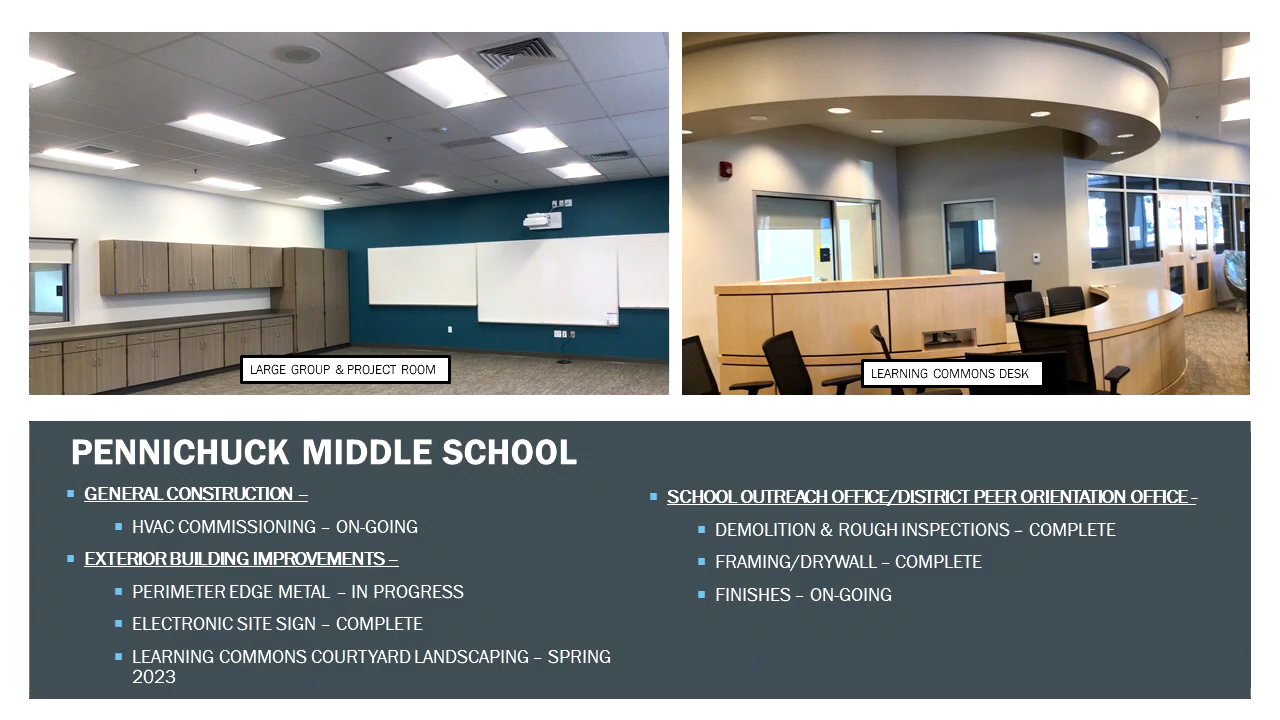 LARGE GROUP & PROJECT ROOM
LEARNING COMMONS DESK
PENNICHUCK MIDDLE SCHOOL
▪ GENERAL CONSTRUCTION –
▪ HVAC COMMISSIONING – ON-GOING
▪ EXTERIOR BUILDING IMPROVEMENTS –
▪ PERIMETER EDGE METAL – IN PROGRESS
▪ ELECTRONIC SITE SIGN – COMPLETE
▪ LEARNING COMMONS COURTYARD LANDSCAPING – SPRING
2023
▪ SCHOOL OUTREACH OFFICE/DISTRICT PEER ORIENTATION OFFICE -
▪ DEMOLITION & ROUGH INSPECTIONS – COMPLETE
▪ FRAMING/DRYWALL – COMPLETE
▪ FINISHES – ON-GOING